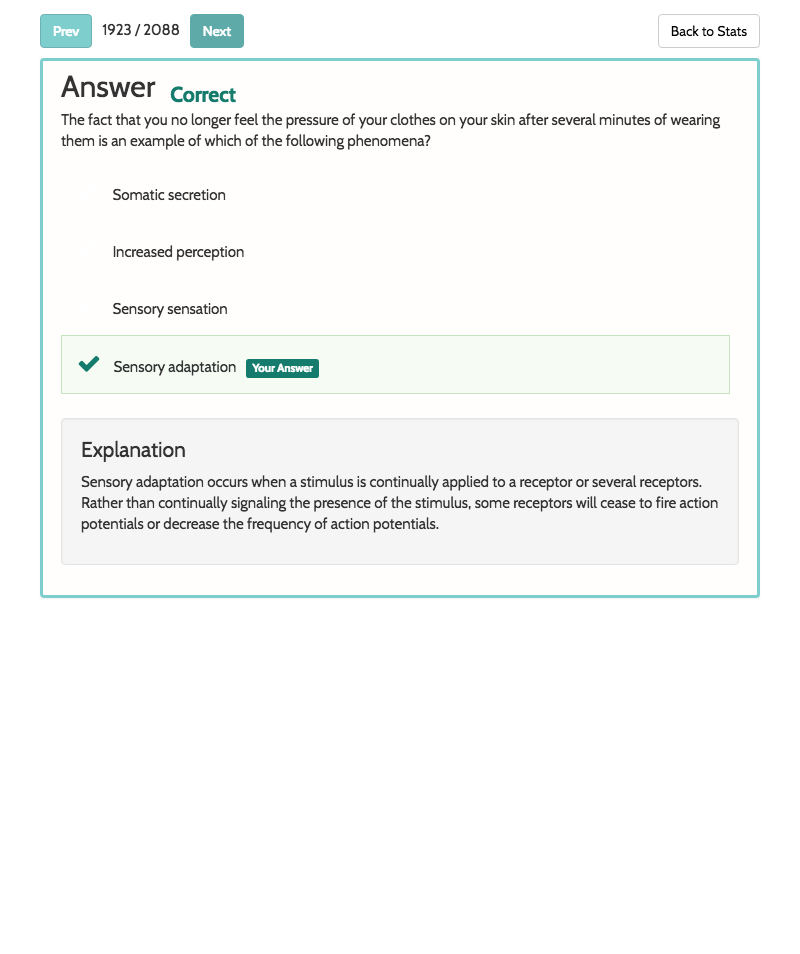 Prev 1923 / 2088 Next Back to Stats
Answer Correct
The fact that you no longer feel the pressure of your clothes on your skin after several minutes of wearing
them is an example of which of the following phenomena?
Somatic secretion
Increased perception
Sensory sensation
Sensory adaptation Your Answer
Explanation
Sensory adaptation occurs when a stimulus is continually applied to a receptor or several receptors.
Rather than continually signaling the presence of the stimulus, some receptors will cease to fire action
potentials or decrease the frequency of action potentials.